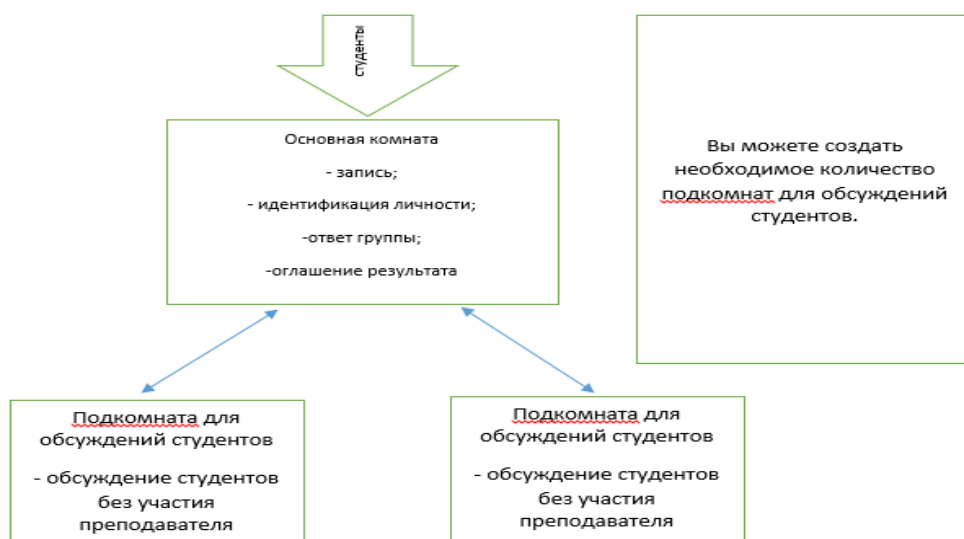 студенты
Основная комната
- запись;
- идентификация личности;
-ответ группы;
-оглашение результата
Вы можете создать
необходимое количество
подкомнат для обсуждений
студентов.
Подкомната для
обсуждений студентов
- обсуждение студентов
без участия
преподавателя
Подкомната для
обсуждений студентов
- обсуждение студентов
без участия
преподавателя